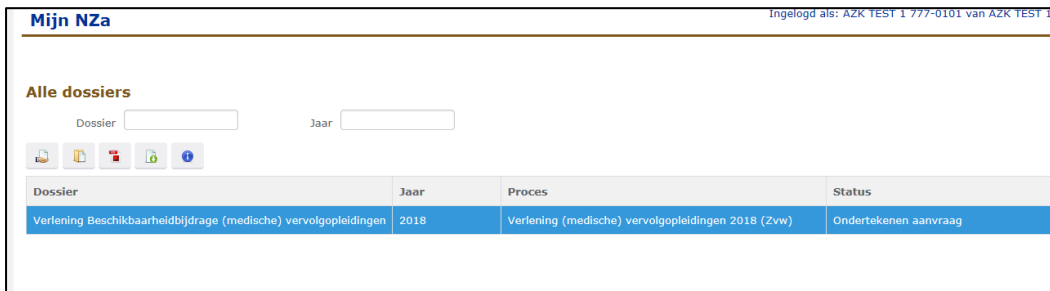 Mijn NZa
Ingelogd als: AZK TEST 1 777-0101 van AZK TEST 1
Alle dossiers
Dossier Jaar
Dossier Jaar Proces Status
Verlening Beschikbaarheidbijdrage (medische) vervolgopleidingen 2018 Verlening (medische) vervolgopleidingen 2018 (Zvw) Ondertekenen aanvraag